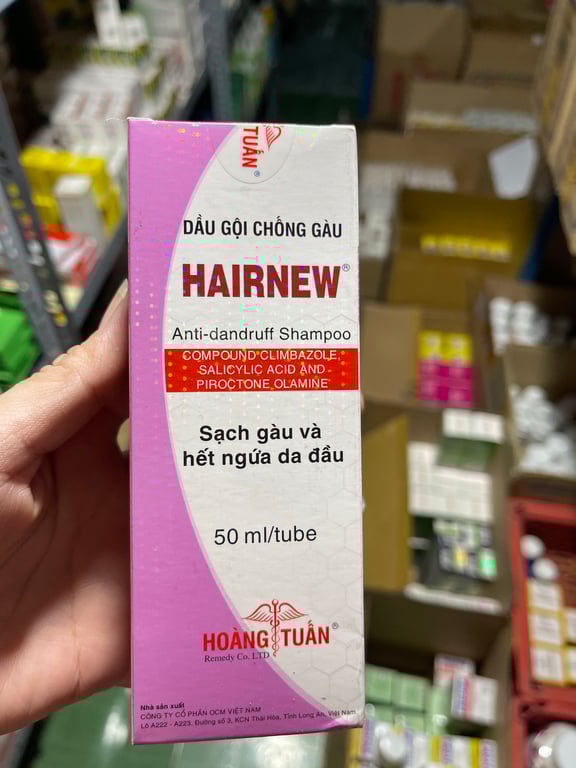 TUẤN®
DẦU GỘI CHỐNG GÀU
HAIRNEW®
Anti-dandruff Shampoo
COMPOUND CLIMBAZOLE,
SALICYLIC ACID AND
PIROCTONE OLAMINE
Sạch gàu và
hết ngứa da đầu
50 ml/tube
HOÀNG TUẤN®
Remedy Co. LTD
Nhà sản xuất
CÔNG TY CỔ PHẦN OCM VIỆT NAM
Lô A222 - A223, Đường số 3, KCN Thái Hòa, Tỉnh Long An, Việt Nam